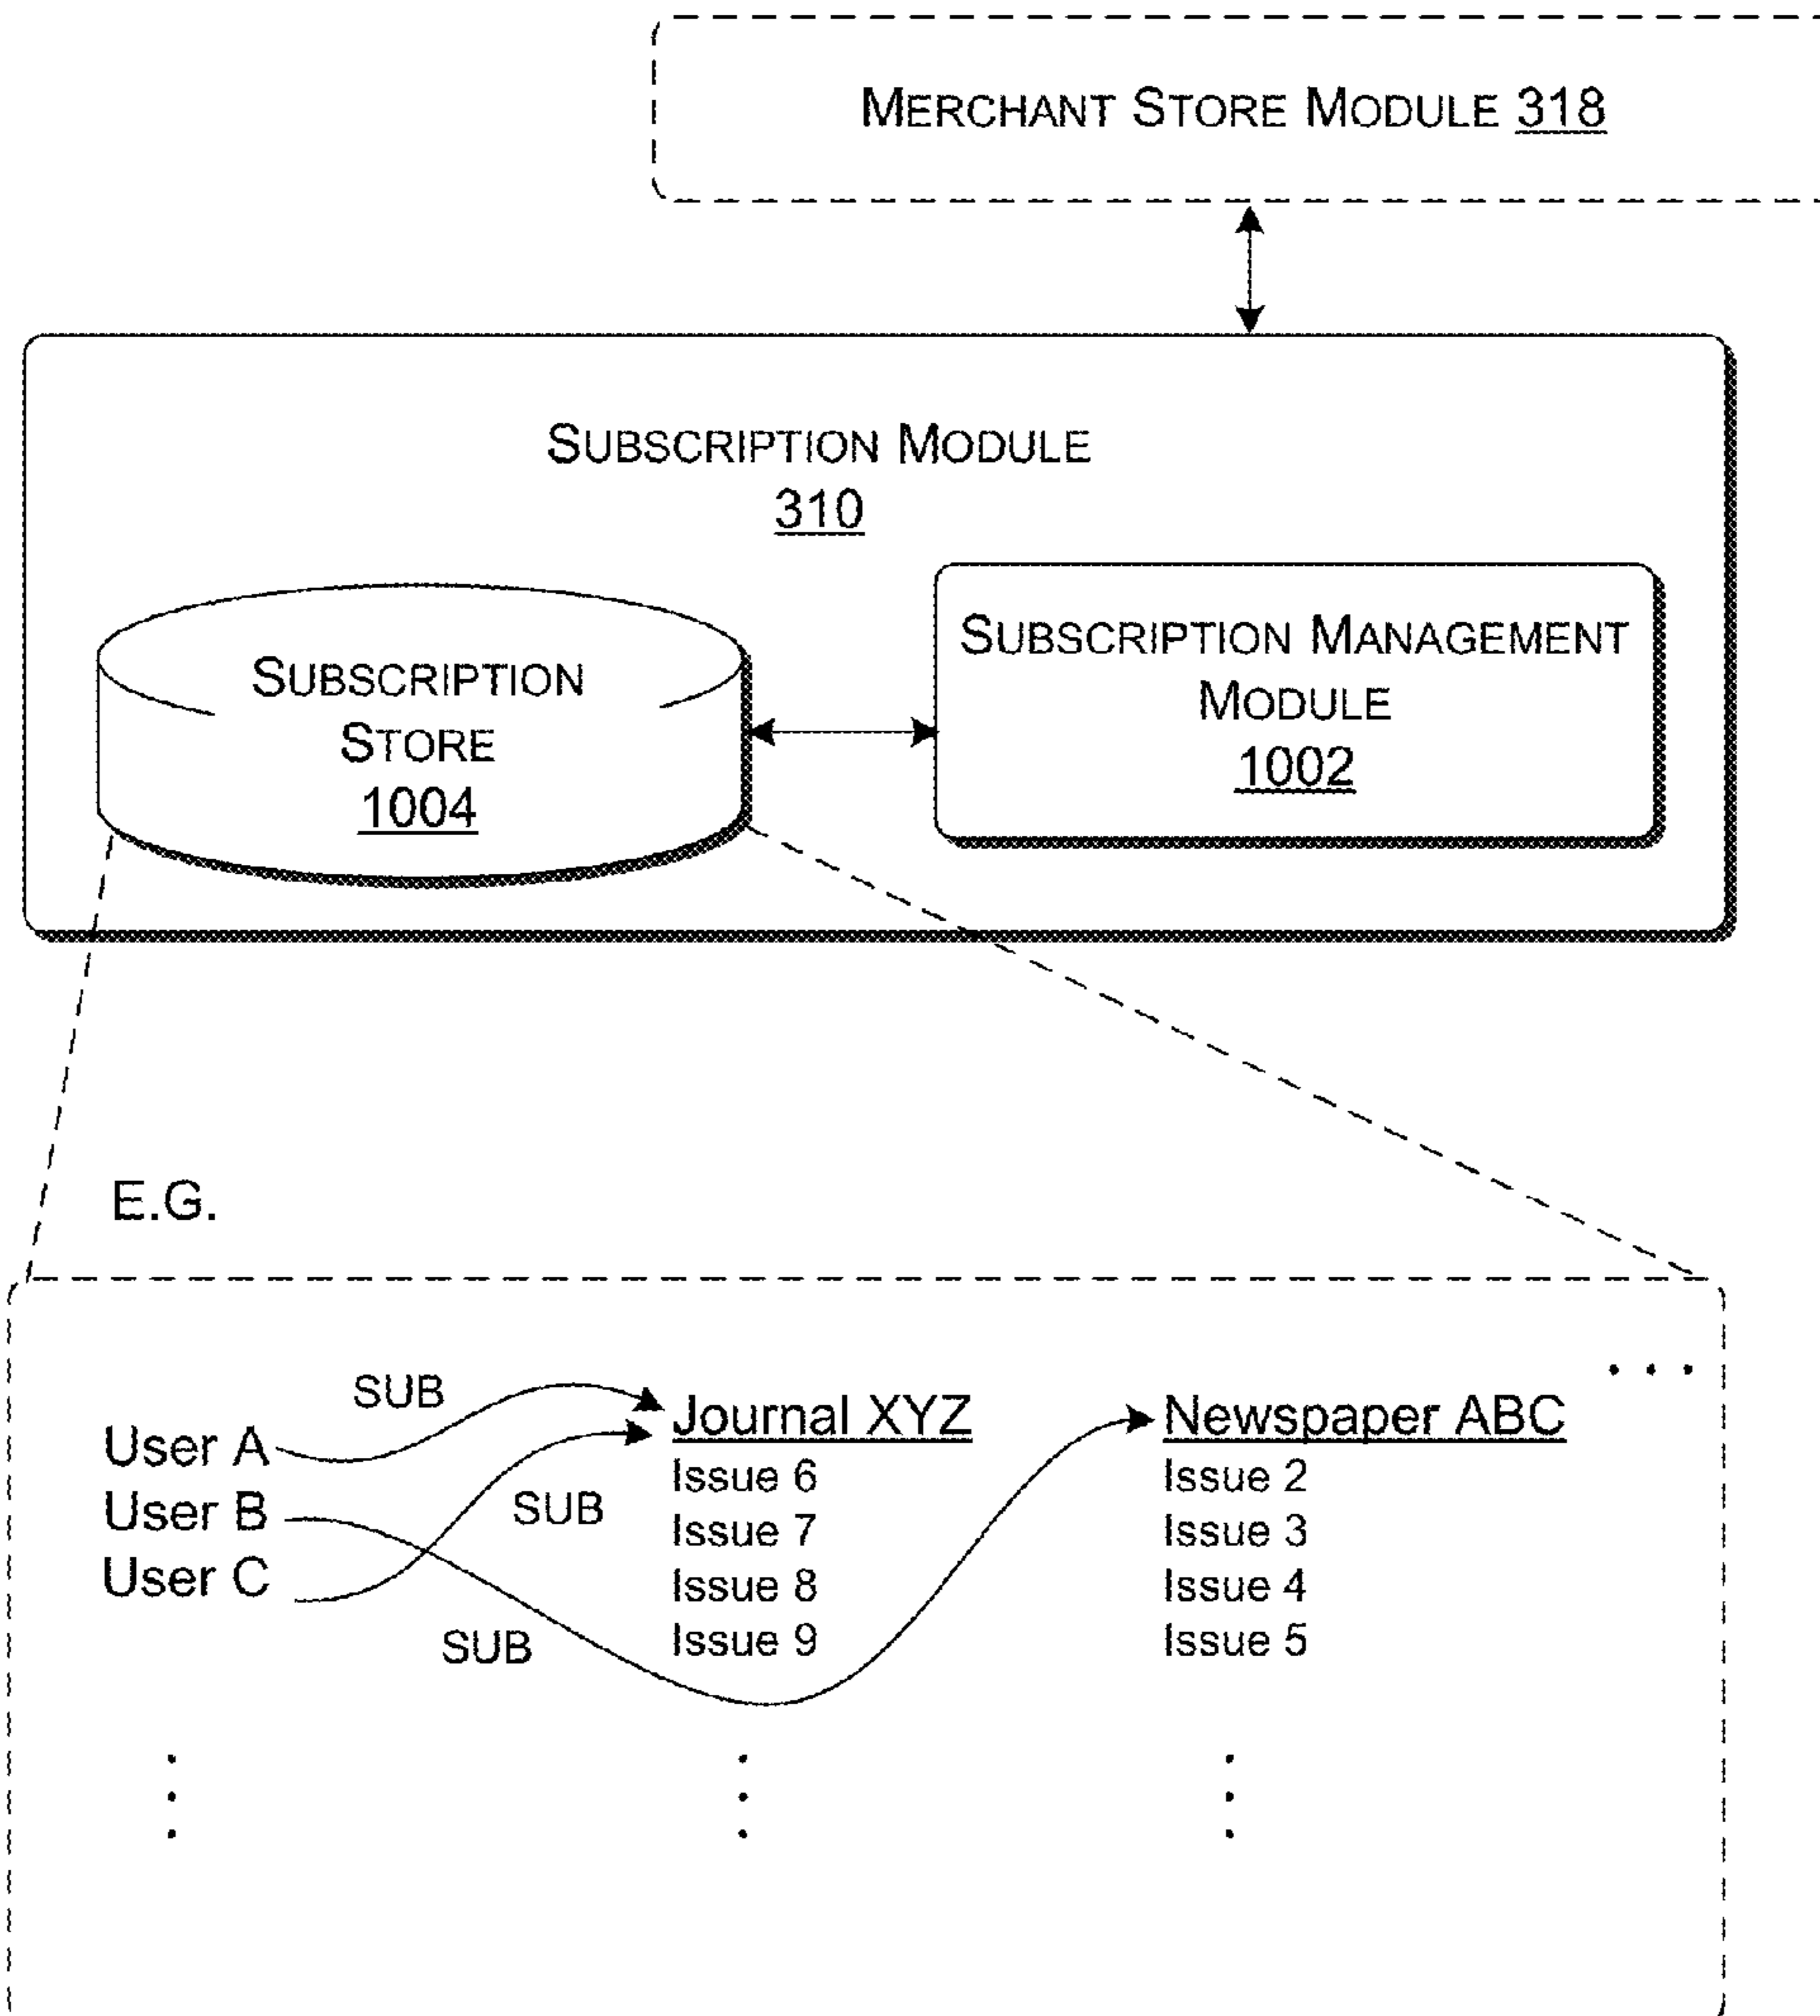 MERCHANT STORE MODULE 318
SUBSCRIPTION MODULE
310
SUBSCRIPTION
STORE
1004
SUBSCRIPTION MANAGEMENT
MODULE
1002
E.G.
...
SUB
Journal XYZ
Newspaper ABC
User A
User B
User C
SUB
SUB
Issue 6
Issue 7
Issue 8
Issue 9
Issue 2
Issue 3
Issue 4
Issue 5